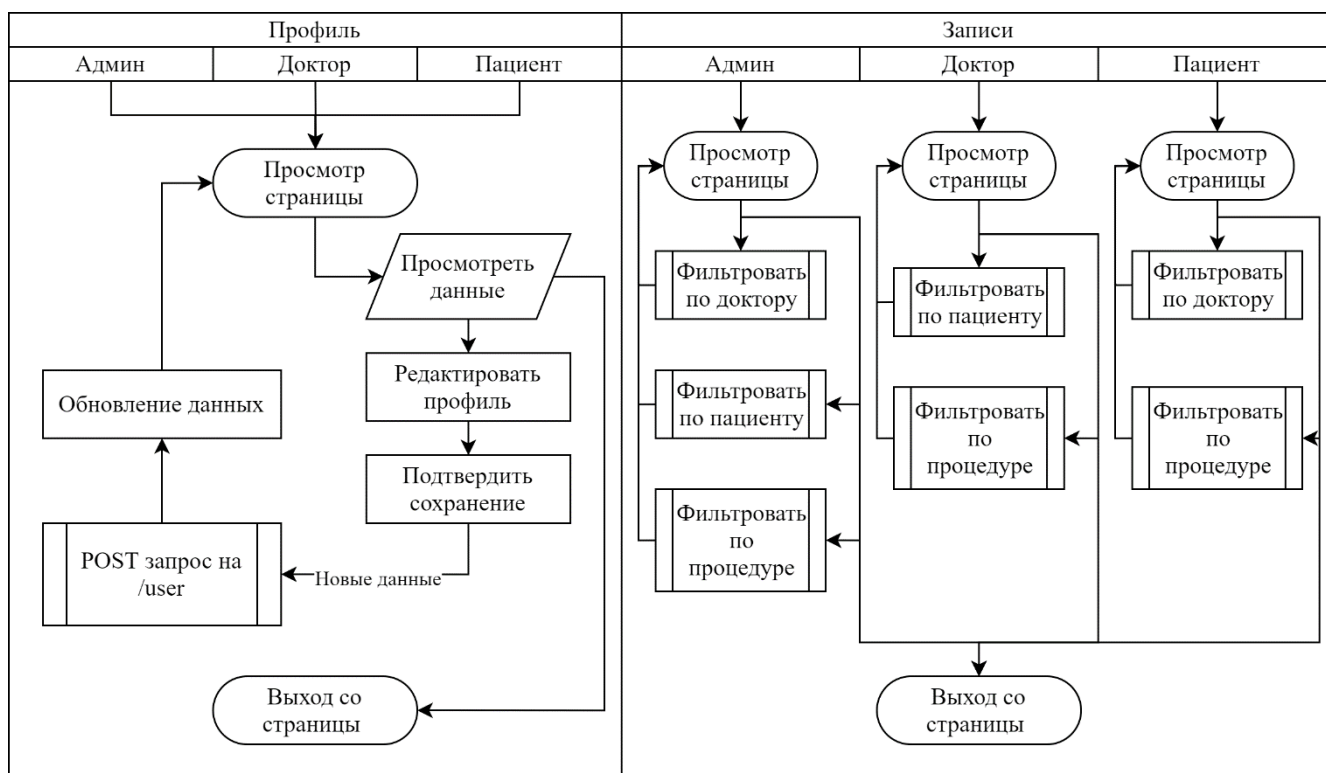 Профиль
Записи
Админ
Доктор
Пациент
Админ
Доктор
Пациент
Просмотр
страницы
Просмотреть
данные
Редактировать
профиль
Подтвердить
сохранение
Новые данные
POST запрос на
/user
Обновление данных
Выход со
страницы
Просмотр
страницы
Фильтровать
по доктору
Фильтровать
по пациенту
Фильтровать
по
процедуре
Просмотр
страницы
Фильтровать
по пациенту
Фильтровать
по
процедуре
Просмотр
страницы
Фильтровать
по доктору
Фильтровать
по
процедуре
Выход со
страницы